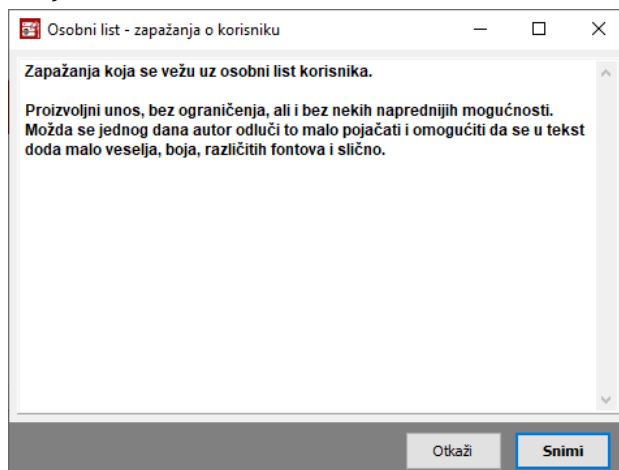 Osobni list - zapažanja o korisniku
Zapažanja koja se vežu uz osobni list korisnika.
Proizvoljni unos, bez ograničenja, ali i bez nekih naprednijih mogućnosti.
Možda se jednog dana autor odluči to malo pojačati i omogućiti da se u tekst
doda malo veselja, boja, različitih fontova i slično.
Otkaži
Snimi